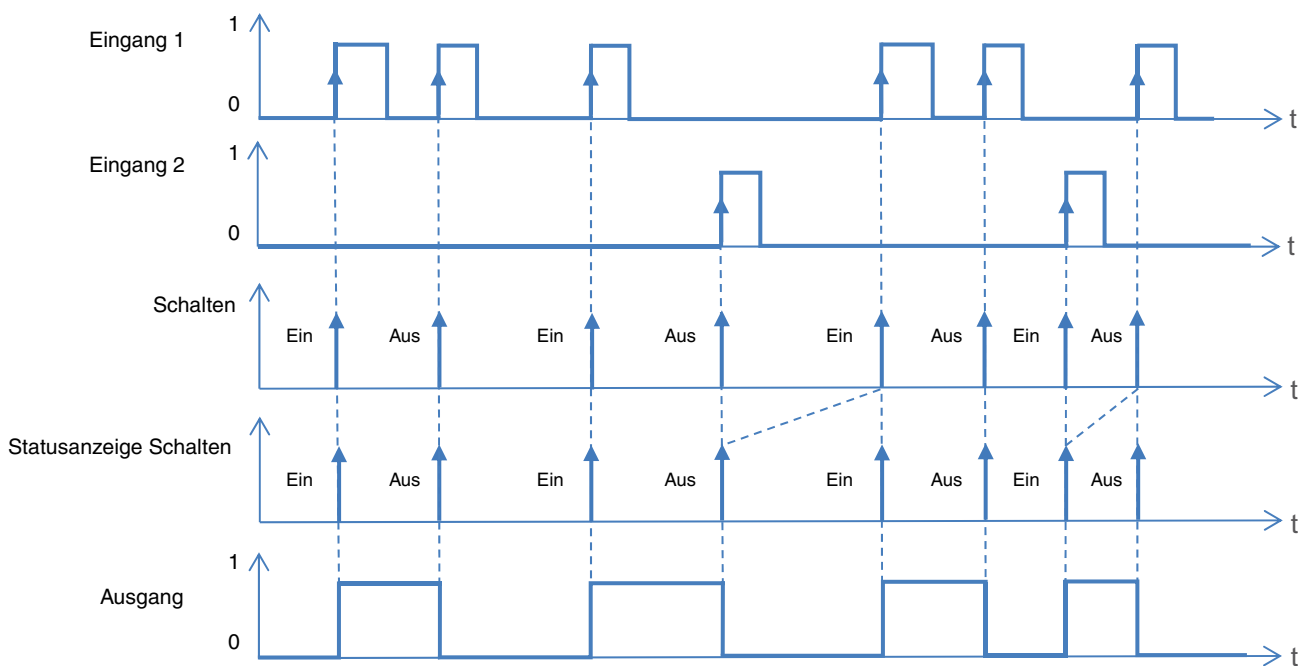 1
Eingang 1
0
t
1
Eingang 2
0
t
Schalten
Ein Aus Ein Aus Ein Aus Ein Aus
t
Statusanzeige Schalten
Ein Aus Ein Aus Ein Aus Ein Aus
t
1
Ausgang
0
t